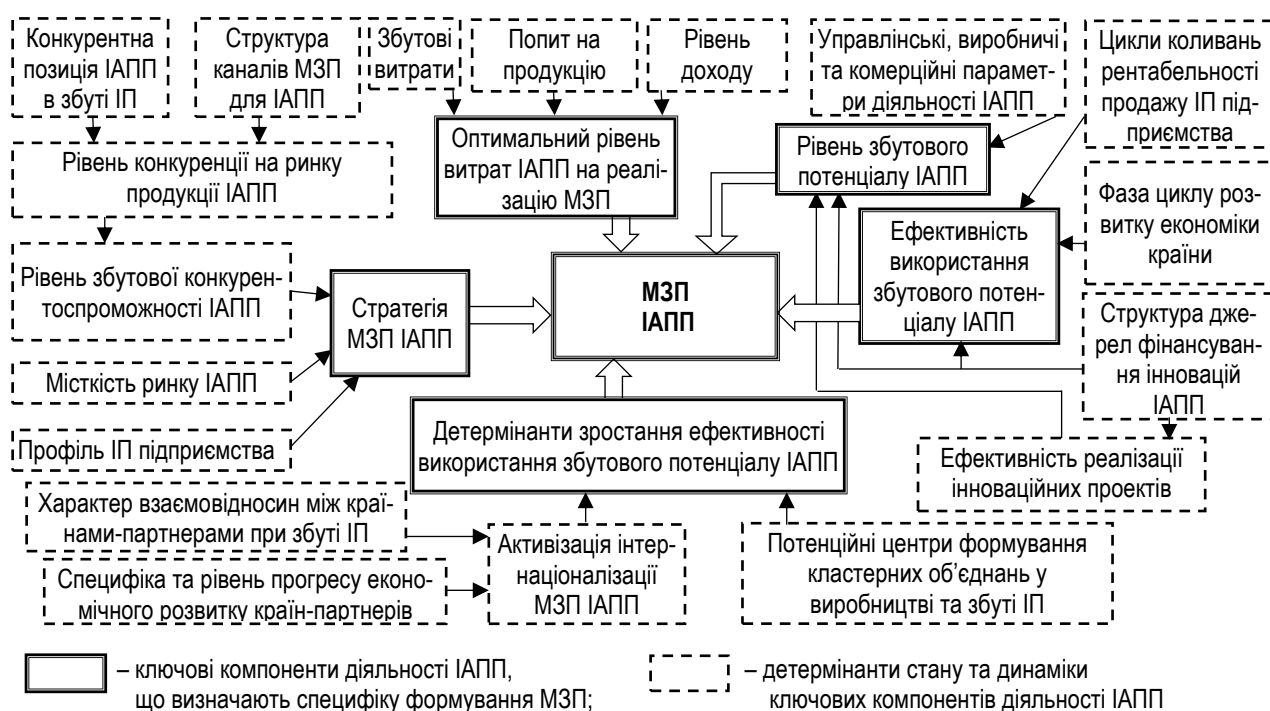 Конкурентна
позиція ІАПП
в збуті ІП
Структура
каналів МЗП
для ІАПП
Збутові
витрати
Попит на
продукцію
Рівень
доходу
Управлінські, виробничі
та комерційні парамет-
ри діяльності ІАПП
Цикли коливань
рентабельності
продажу ІП під-
приємства
Рівень конкуренції на ринку
продукції ІАПП
Оптимальний рівень
витрат ІАПП на реалі-
зацію МЗП
Рівень збутового
потенціалу ІАПП
Фаза циклу роз-
витку економіки
країни
Рівень збутової конкурен-
тоспроможності ІАПП
Стратегія
МЗП ІАПП
МЗП
ІАПП
Ефективність
використання
збутового потен-
ціалу ІАПП
Структура дже-
рел фінансуван-
ня інновацій
ІАПП
Місткість ринку ІАПП
Профіль ІП підприємства
Детермінанти зростання ефективності
використання збутового потенціалу ІАПП
Ефективність реалізації
інноваційних проектів
Характер взаємовідносин між краї-
нами-партнерами при збуті ІП
Специфіка та рівень прогресу еконо-
мічного розвитку країн-партнерів
Активізація інтер-
націоналізації
МЗП ІАПП
Потенційні центри формування
кластерних об’єднань у
виробництві та збуті ІП
– ключові компоненти діяльності ІАПП,
що визначають специфіку формування МЗП;
– детермінанти стану та динаміки
ключових компонентів діяльності ІАПП